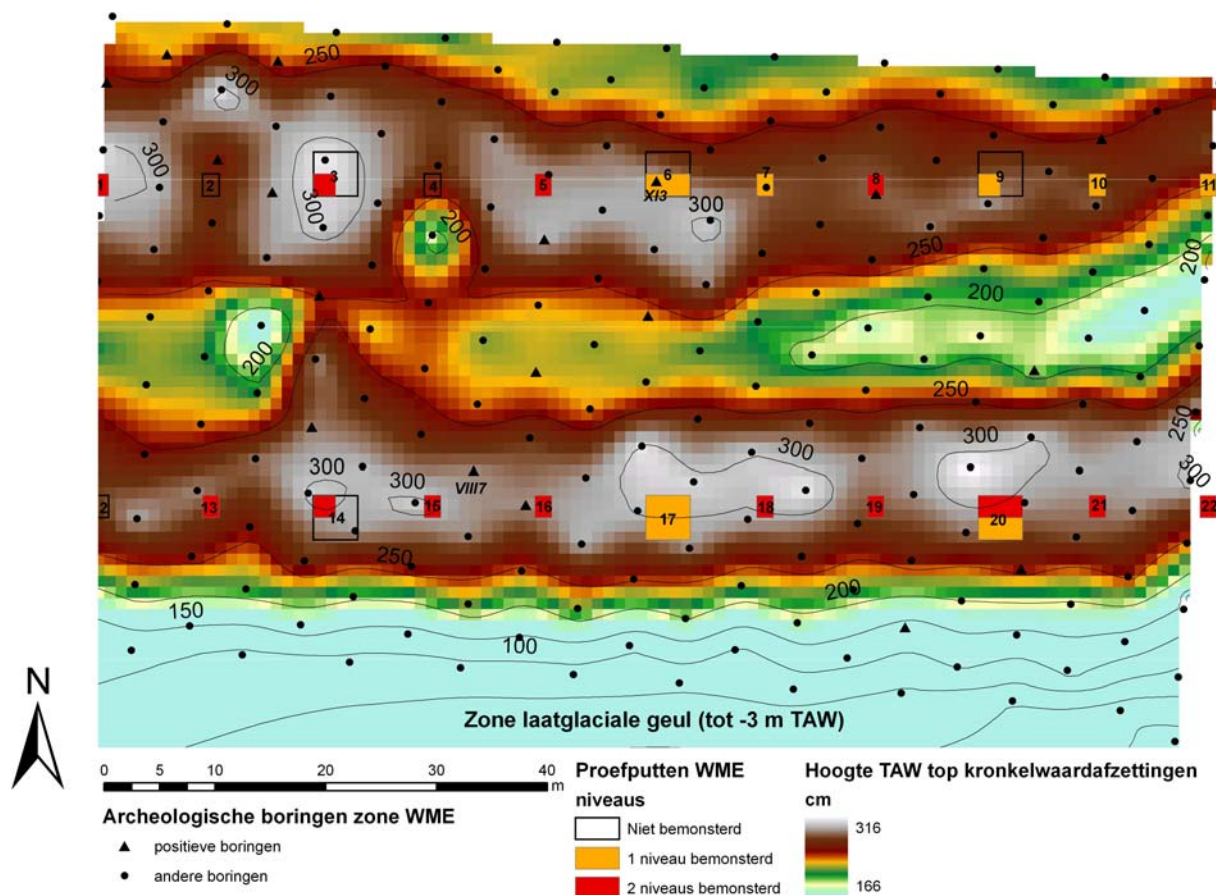 250
300
300
1
2
3
4
5
6
7
8
9
10
11
XI3
300
300
200
250
200
200
200
250
250
300
300
300
300
300
VIII7
2
13
14
15
16
17
18
19
20
21
22
250
200
150
100
Zone laatglaciale geul (tot -3 m TAW)
N
0 5 10 20 30 40
m
Archeologische boringen zone WME
positieve boringen
andere boringen
Proefputten WME
niveaus
Niet bemonsterd
1 niveau bemonsterd
2 niveaus bemonsterd
Hoogte TAW top kronkelwaardafzettingen
cm
316
166